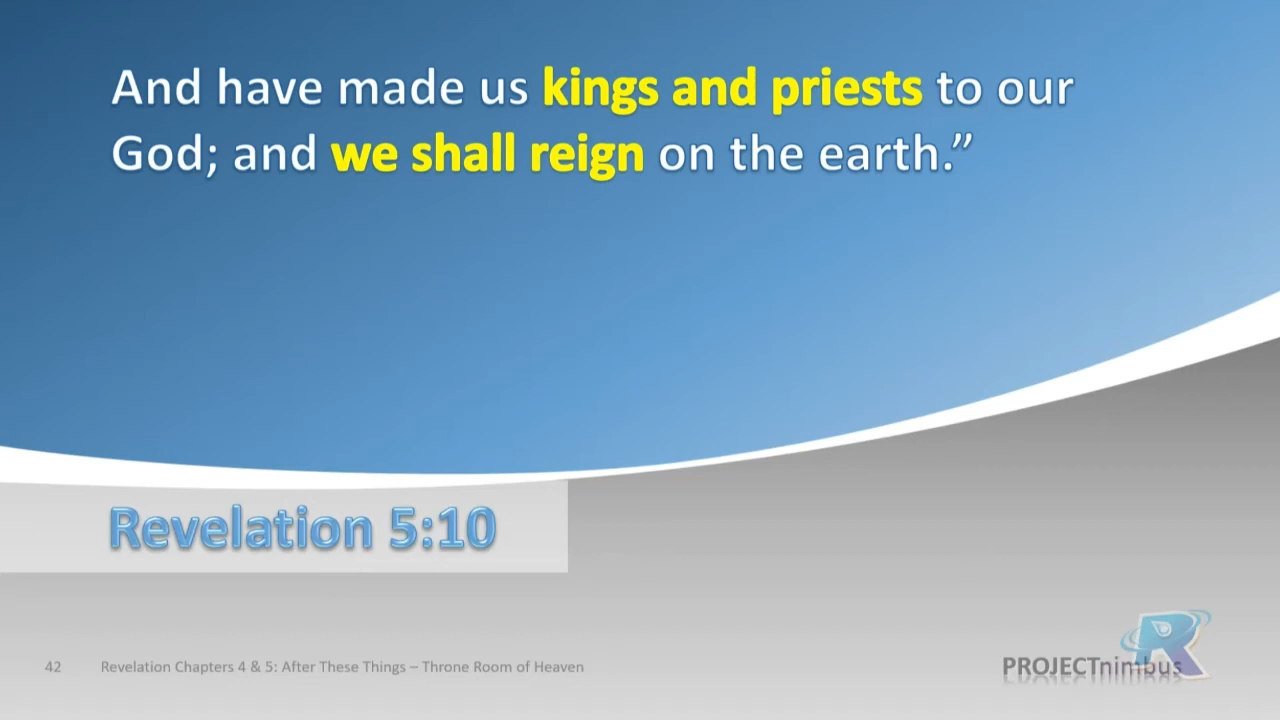 And have made us kings and priests to our
God; and we shall reign on the earth.”
Revelation 5:10
42 Revelation Chapters 4 & 5: After These Things – Throne Room of Heaven
PROJECTnimbus
R